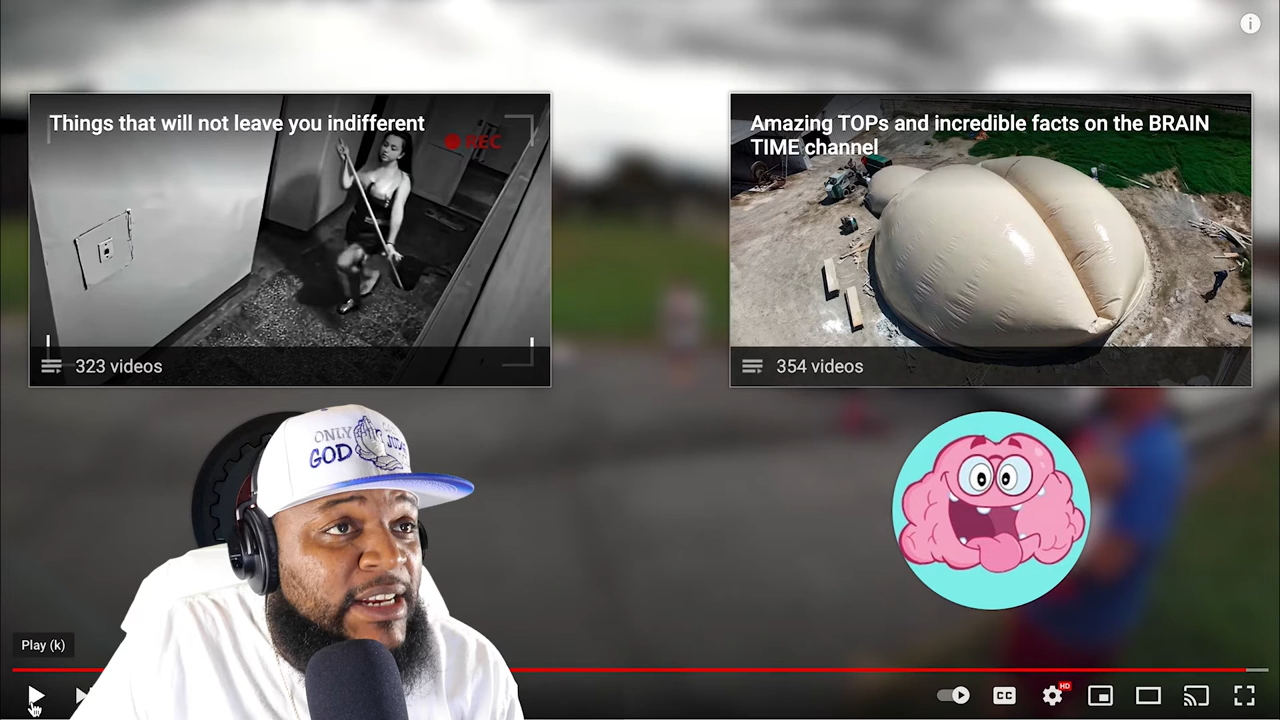 Things that will not leave you indifferent
REC
323 videos
Amazing TOPs and incredible facts on the BRAIN
TIME channel
354 videos
ONLY
GOD
Play (k)
CC
HD